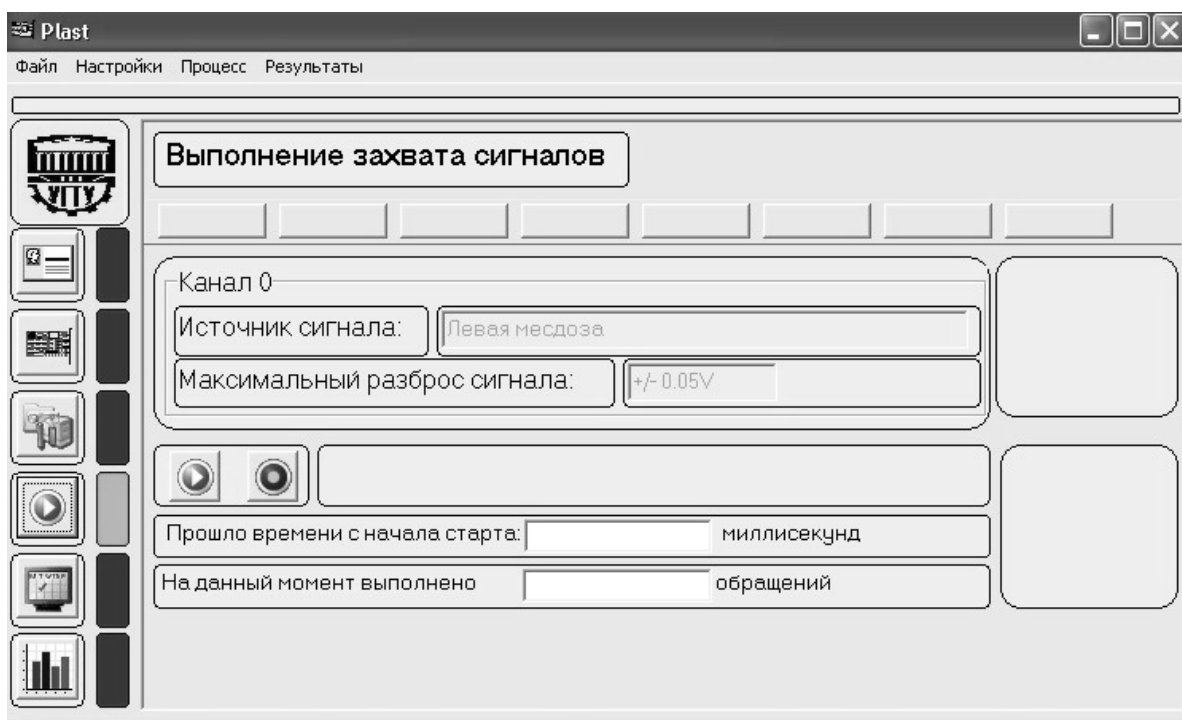 Plast
Файл Настройки Процесс Результаты
Выполнение захвата сигналов
УПУ
Канал 0
Источник сигнала: Левая месдоза
Максимальный разброс сигнала: +/- 0.05V
Прошло времени с начала старта: миллисекунд
На данный момент выполнено обращений